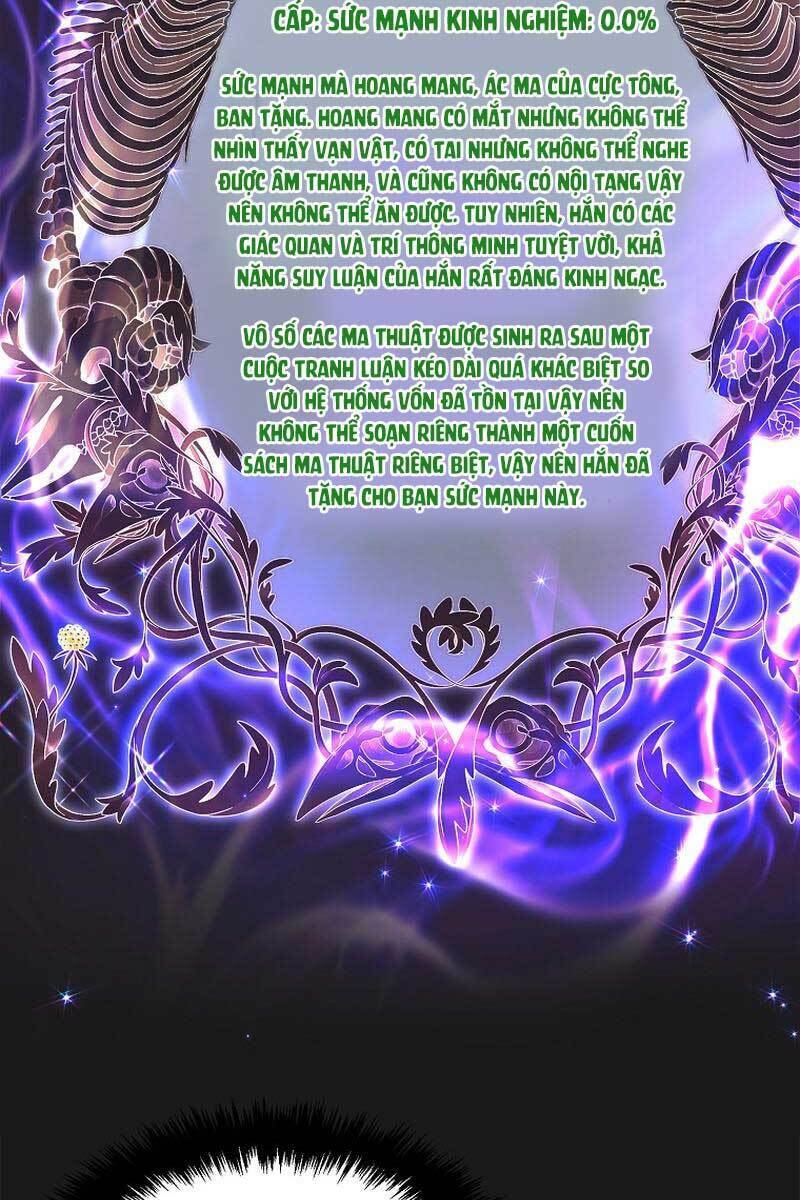 CẤP: SỨC MẠNH KINH NGHIỆM: 0.0%
SỨC MẠNH MÀ HOANG MANG, ÁC MA CỦA CỰC TÔNG,
BAN TẶNG. HOANG MANG CÓ MẮT NHƯNG KHÔNG THỂ
NHÌN THẤY VẠN VẬT, CÓ TAI NHƯNG KHÔNG THỂ NGHE
ĐƯỢC ÂM THANH, VÀ CŨNG KHÔNG CÓ NỘI TẠNG VẬY
NÊN KHÔNG THỂ ĂN ĐƯỢC. TUY NHIÊN, HẮN CÓ CÁC
GIÁC QUAN VÀ TRÍ THÔNG MINH TUYỆT VỜI, KHẢ
NĂNG SUY LUẬN CỦA HẮN RẤT ĐÁNG KINH NGẠC.
VÔ SỐ CÁC MA THUẬT ĐƯỢC SINH RA SAU MỘT
CUỘC TRANH LUẬN KÉO DÀI QUÁ KHÁC BIỆT SO
VỚI HỆ THỐNG VỐN ĐÃ TỒN TẠI VẬY NÊN
KHÔNG THỂ SOẠN RIÊNG THÀNH MỘT CUỐN
SÁCH MA THUẬT RIÊNG BIỆT, VẬY NÊN HẮN ĐÃ
TẶNG CHO BẠN SỨC MẠNH NÀY.